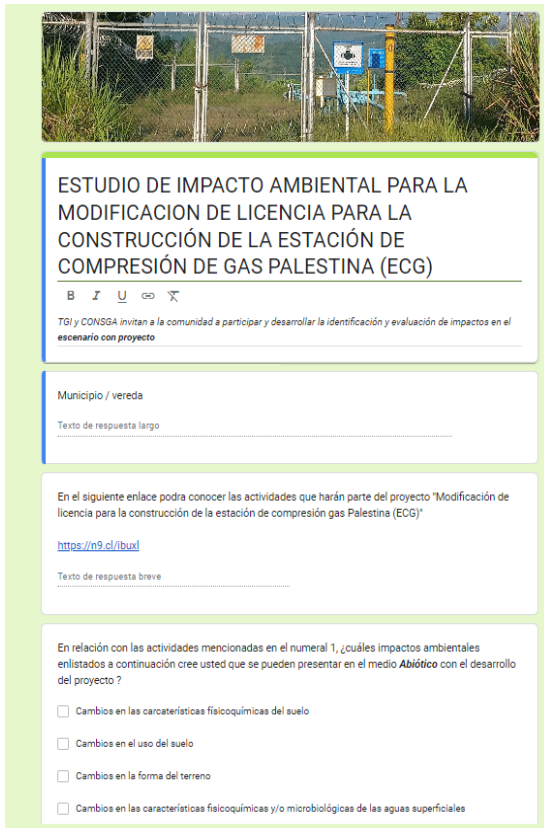 ESTUDIO DE IMPACTO AMBIENTAL PARA LA
MODIFICACION DE LICENCIA PARA LA
CONSTRUCCIÓN DE LA ESTACIÓN DE
COMPRESIÓN DE GAS PALESTINA (ECG)
B I U
TGI y CONSGA invitan a la comunidad a participar y desarrollar la identificación y evaluación de impactos en el
escenario con proyecto
Municipio / vereda
Texto de respuesta largo
En el siguiente enlace podra conocer las actividades que harán parte del proyecto "Modificación de
licencia para la construcción de la estación de compresión gas Palestina (ECG)"
https://n9.cl/ibuxl
Texto de respuesta breve
En relación con las actividades mencionadas en el numeral 1, ¿cuáles impactos ambientales
enlistados a continuación cree usted que se pueden presentar en el medio Abiótico con el desarrollo
del proyecto ?
Cambios en las carcaterísticas físicoquímicas del suelo
Cambios en el uso del suelo
Cambios en la forma del terreno
Cambios en las características fisicoquímicas y/o microbiológicas de las aguas superficiales